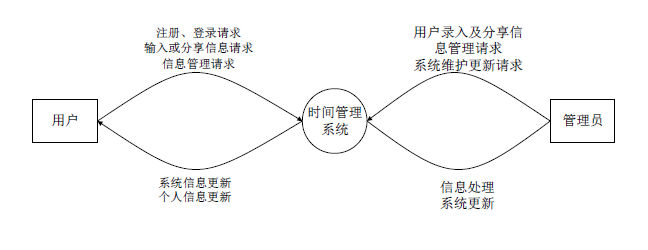 注册、登录请求
输入或分享信息请求
信息管理请求
用户录入及分享信
息管理请求
系统维护更新请求
用户
时间管理
系统
管理员
系统信息更新
个人信息更新
信息处理
系统更新